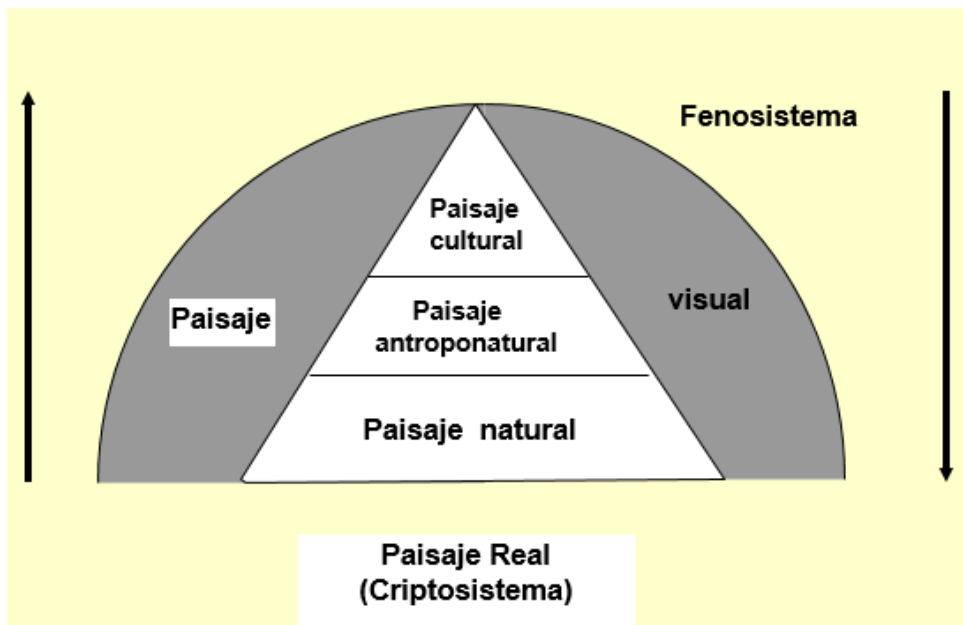 Fenosistema
Paisaje
cultural
Paisaje
visual
Paisaje
antroponatural
Paisaje natural
Paisaje Real
(Criptosistema)